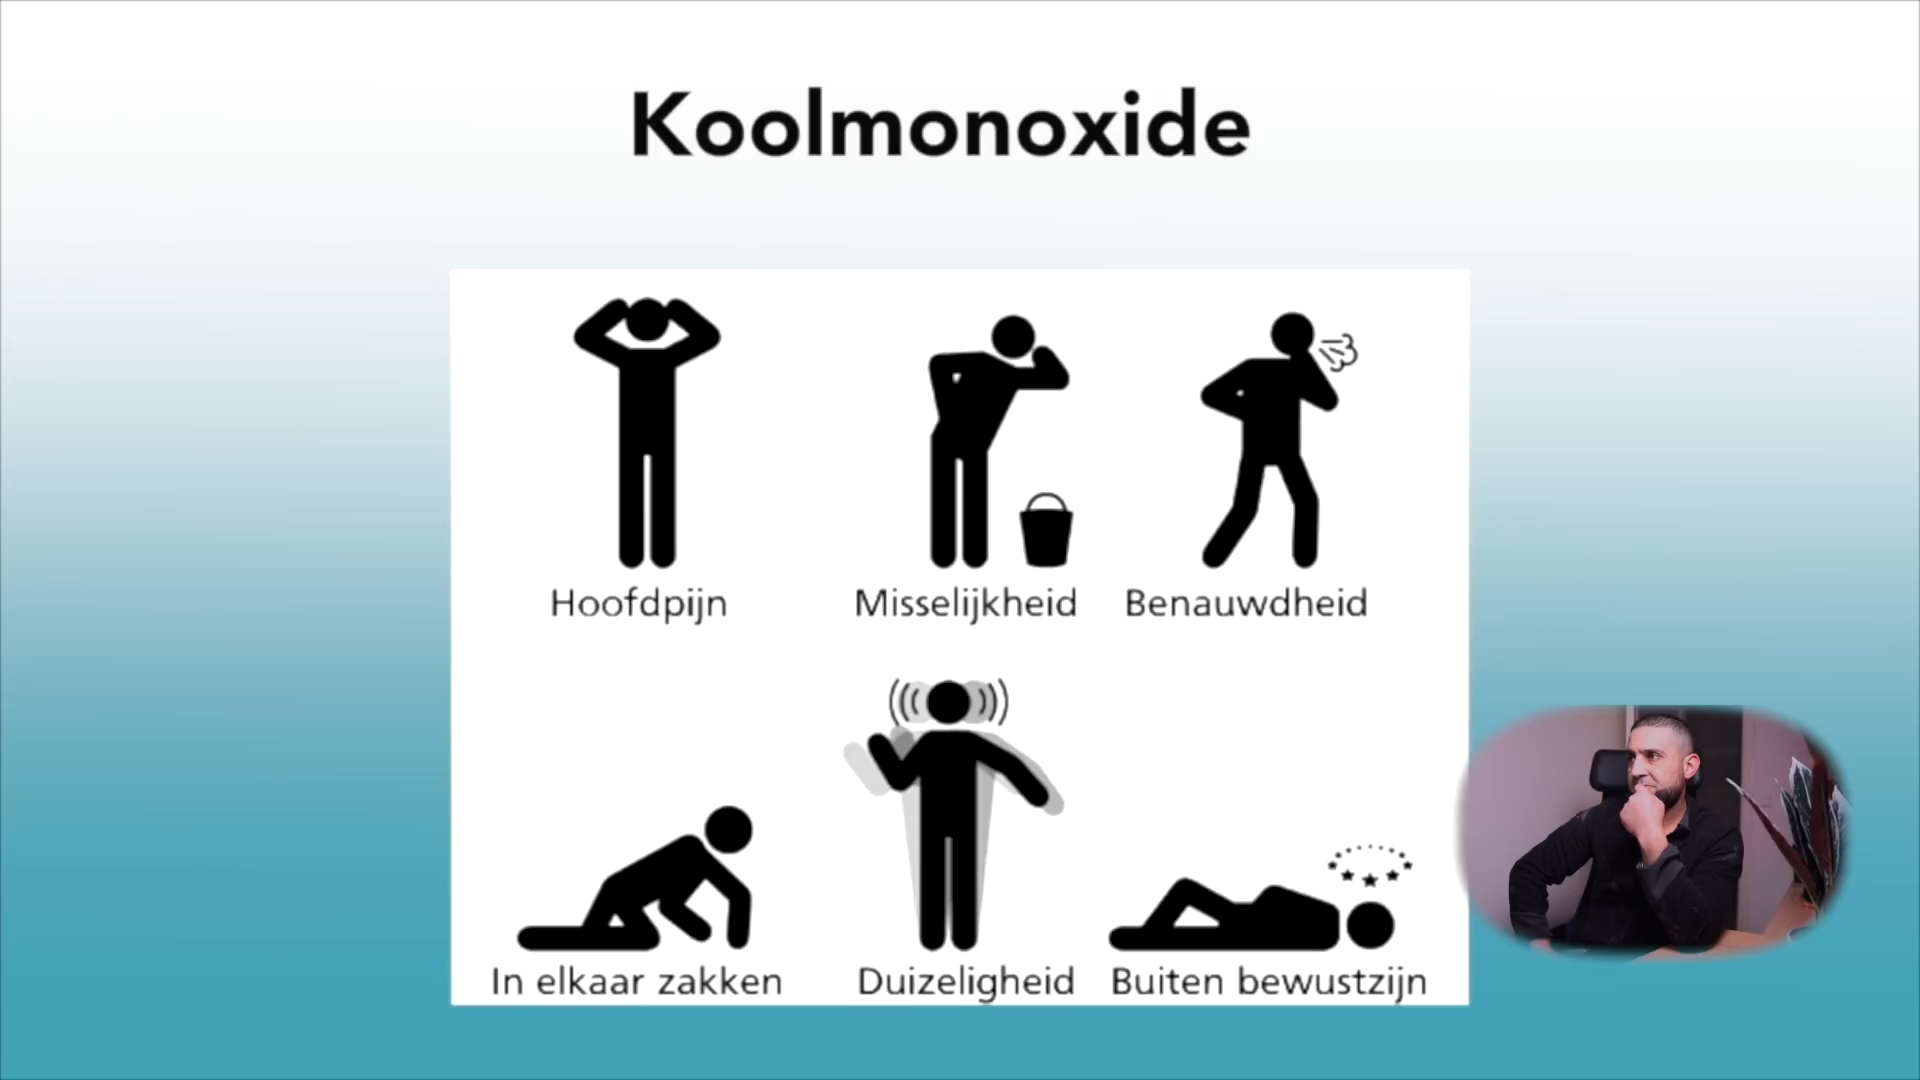 Koolmonoxide
Hoofdpijn
Misselijkheid
Benauwdheid
In elkaar zakken
Duizeligheid
Buiten bewustzijn